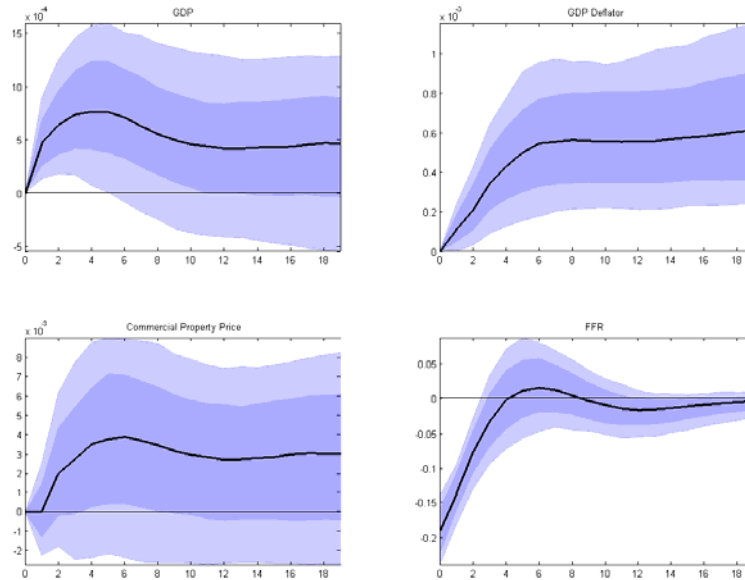 GDP
x 10^-4
15
10
5
0
-5
0 2 4 6 8 10 12 14 16 18
GDP Deflator
x 10^-3
1
0.8
0.6
0.4
0.2
0
0 2 4 6 8 10 12 14 16 18
Commercial Property Price
x 10^-3
8
7
6
5
4
3
2
1
0
-1
-2
0 2 4 6 8 10 12 14 16 18
FFR
0.05
0
-0.05
-0.1
-0.15
-0.2
0 2 4 6 8 10 12 14 16 18